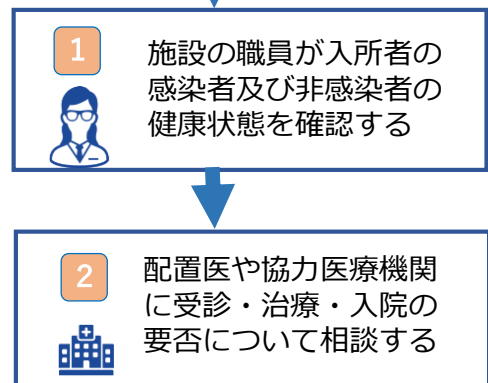 1
施設の職員が入所者の
感染者及び非感染者の
健康状態を確認する
2
配置医や協力医療機関
に受診・治療・入院の
要否について相談する